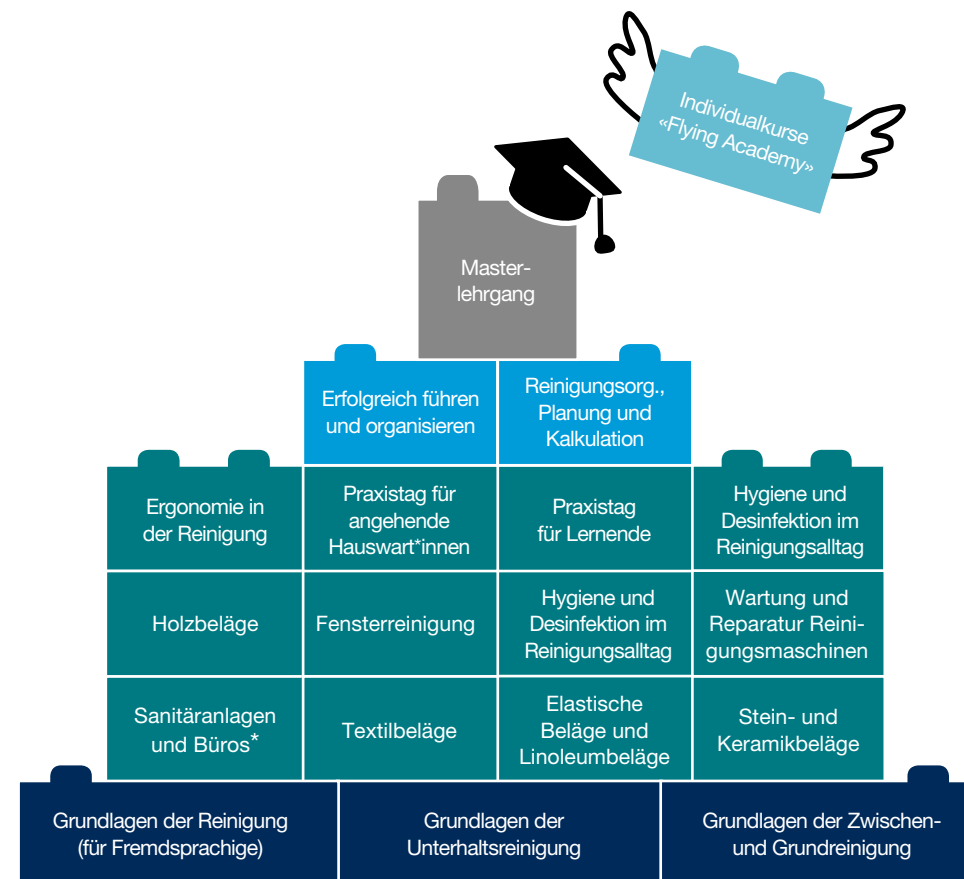 Individualkurse
«Flying Academy»
Master-
lehrgang
Erfolgreich führen
und organisieren
Reinigungsorg.,
Planung und
Kalkulation
Ergonomie in
der Reinigung
Praxistag für
angehende
Hauswart*innen
Praxistag
für Lernende
Hygiene und
Desinfektion im
Reinigungsalltag
Holzbeläge
Fensterreinigung
Hygiene und
Desinfektion im
Reinigungsalltag
Wartung und
Reparatur Reini-
gungsmaschinen
Sanitäranlagen
und Büros*
Textilbeläge
Elastische
Beläge und
Linoleumbeläge
Stein- und
Keramikbeläge
Grundlagen der Reinigung
(für Fremdsprachige)
Grundlagen der
Unterhaltsreinigung
Grundlagen der Zwischen-
und Grundreinigung